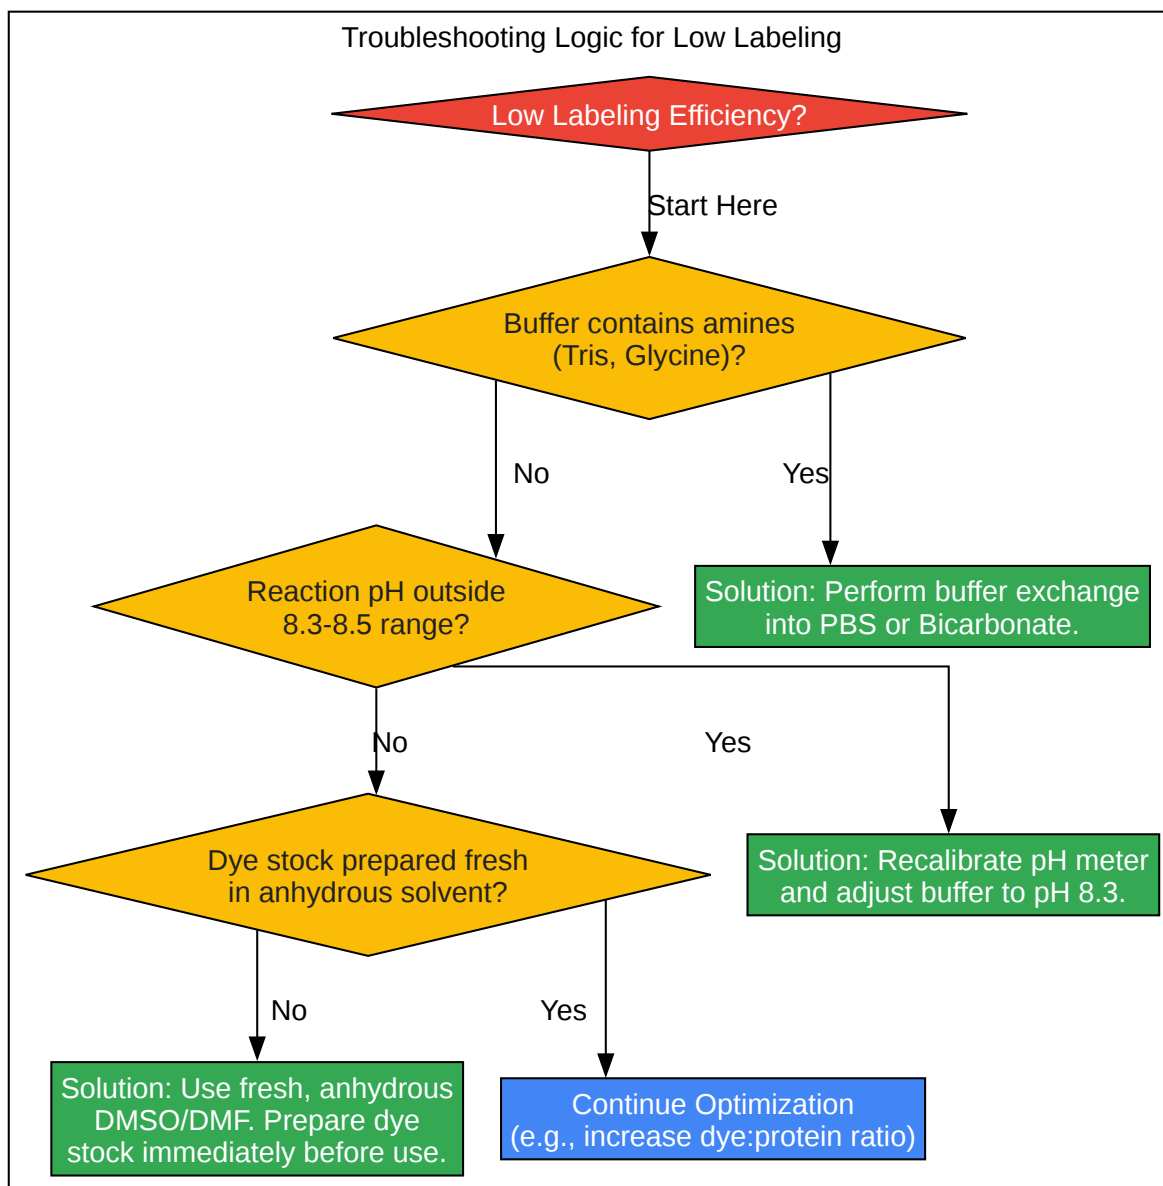 Troubleshooting Logic for Low Labeling
Low Labeling Efficiency?
Start Here
Buffer contains amines
(Tris, Glycine)?
No
Yes
Reaction pH outside
8.3-8.5 range?
Solution: Perform buffer exchange
into PBS or Bicarbonate.
No
Yes
Dye stock prepared fresh
in anhydrous solvent?
Solution: Recalibrate pH meter
and adjust buffer to pH 8.3.
No
Yes
Solution: Use fresh, anhydrous
DMSO/DMF. Prepare dye
stock immediately before use.
Continue Optimization
(e.g., increase dye:protein ratio)